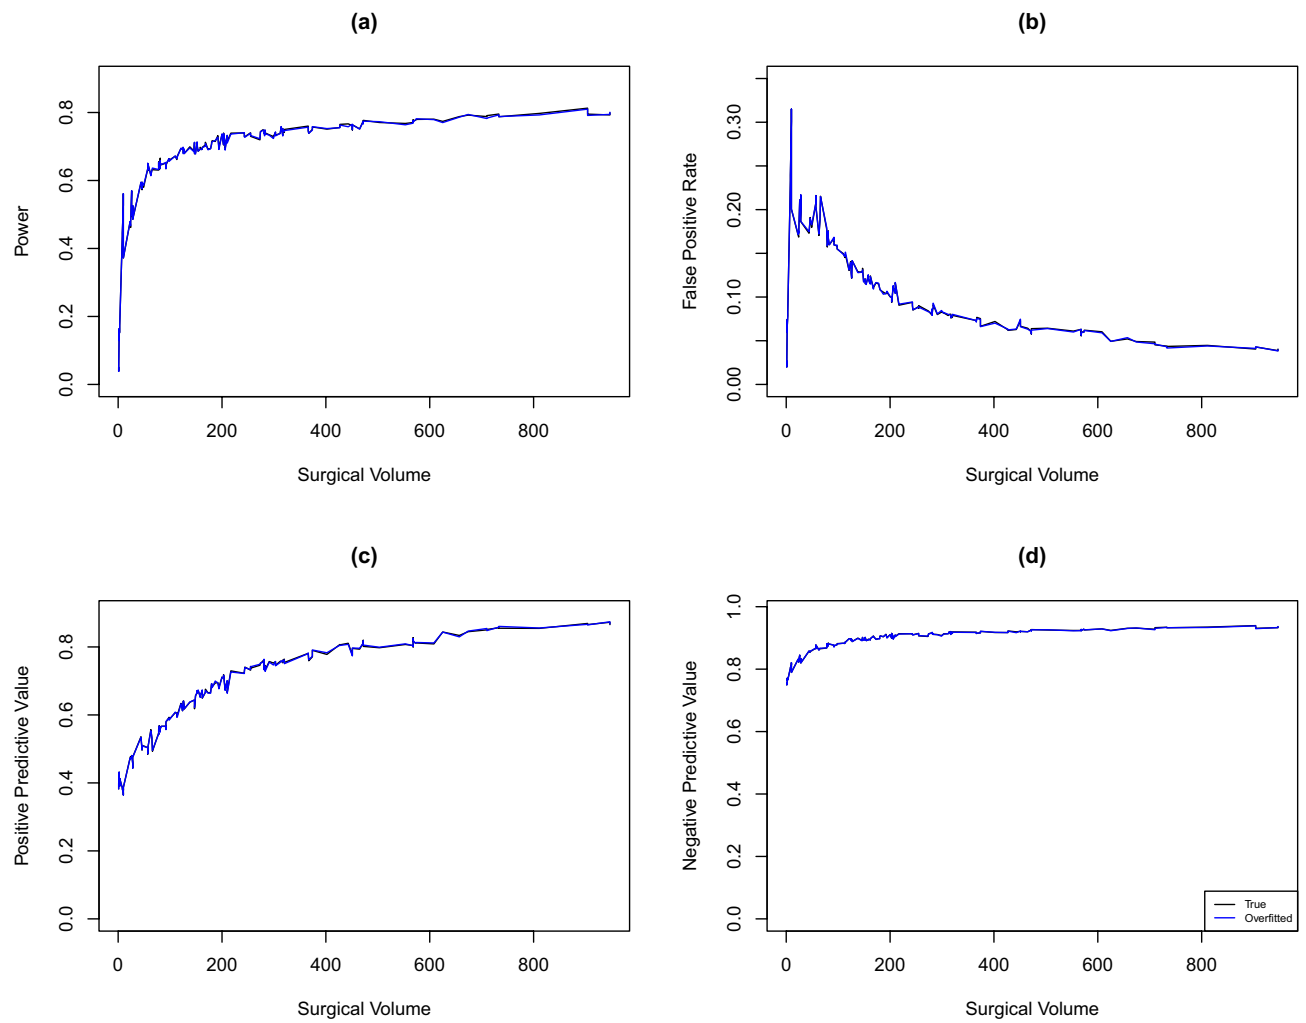 (a)
Power
0.0
0.2
0.4
0.6
0.8
0
200
400
600
800
Surgical Volume
(b)
False Positive Rate
0.00
0.10
0.20
0.30
0
200
400
600
800
Surgical Volume
(c)
Positive Predictive Value
0.0
0.2
0.4
0.6
0.8
0
200
400
600
800
Surgical Volume
(d)
Negative Predictive Value
0.0
0.2
0.4
0.6
0.8
1.0
0
200
400
600
800
Surgical Volume
True
Overfitted